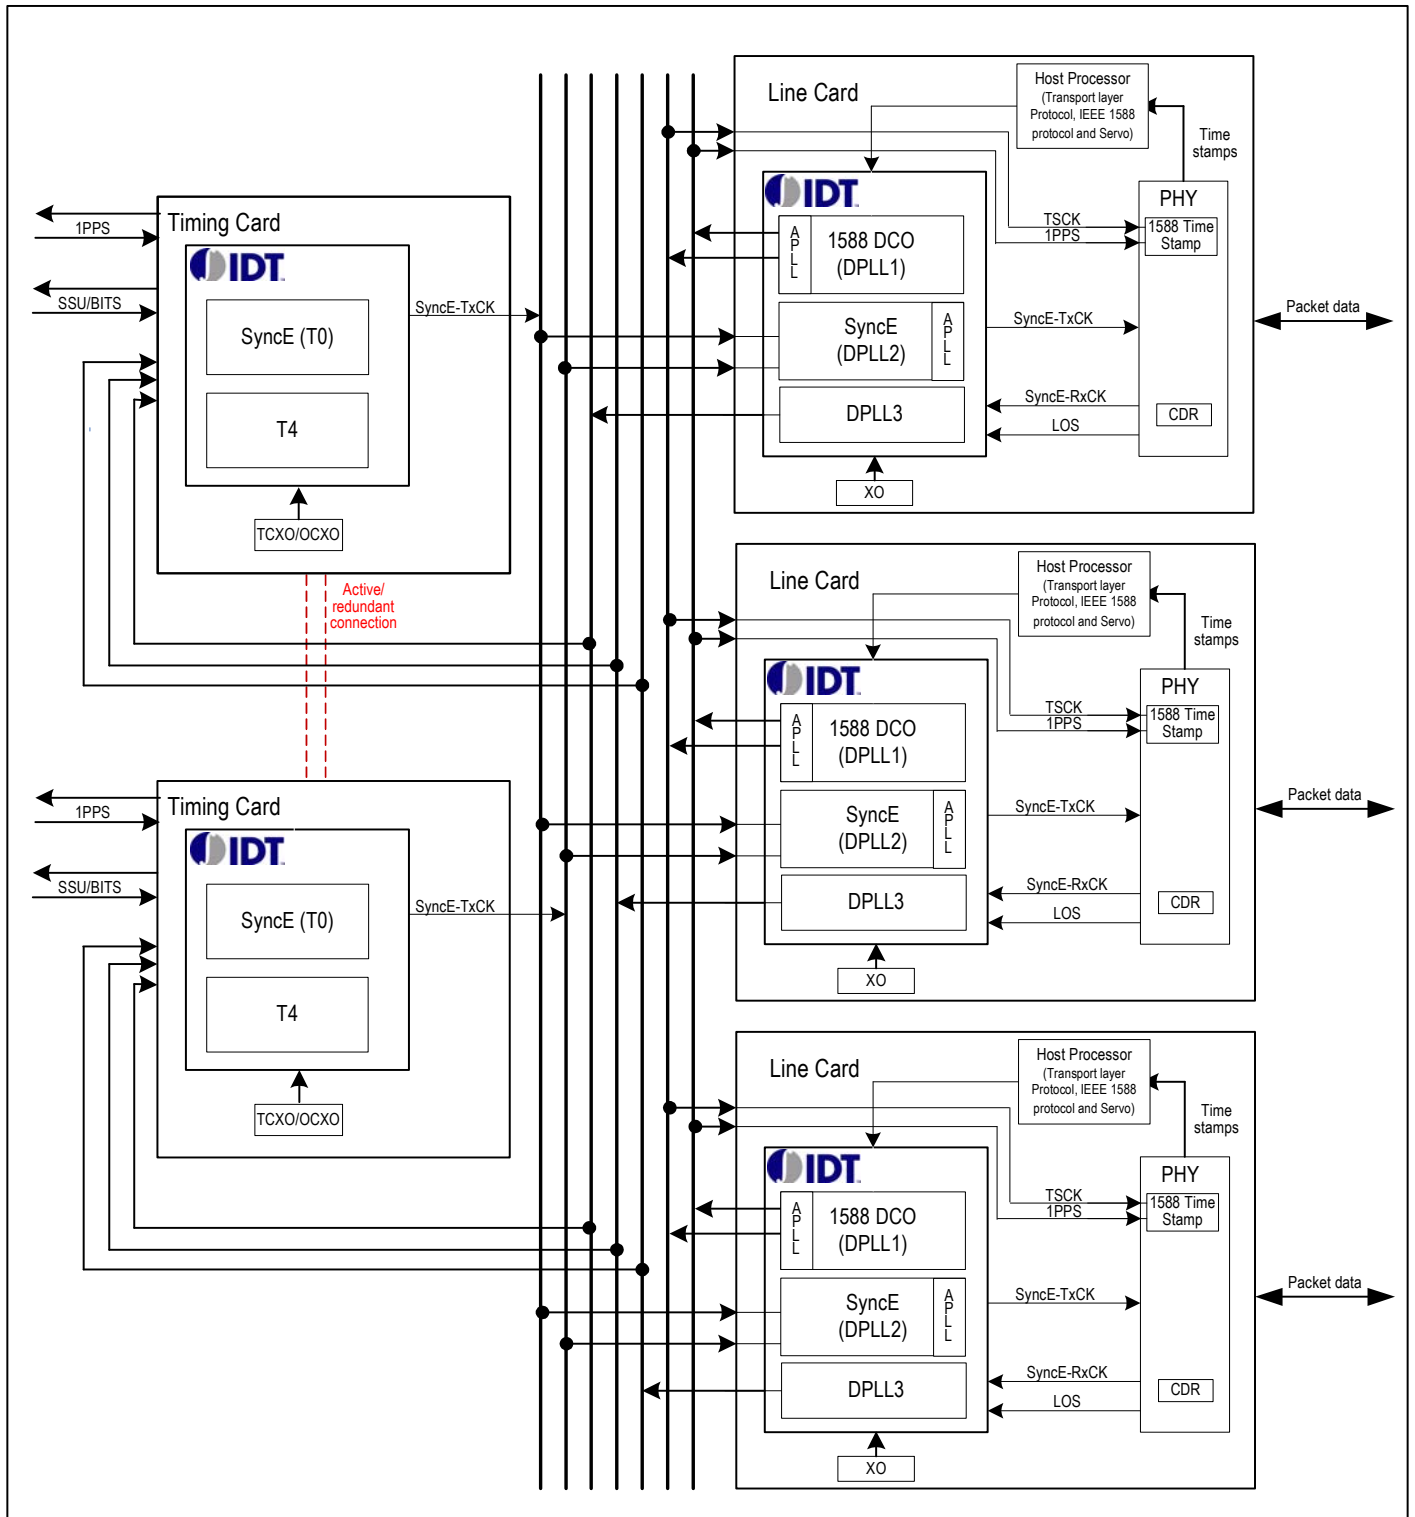 Timing Card
1PPS
SSU/BITS
IDT
SyncE (T0)
T4
TCXO/OCXO
SyncE-TxCK
Active/
redundant
connection
Timing Card
1PPS
SSU/BITS
IDT
SyncE (T0)
T4
TCXO/OCXO
SyncE-TxCK
Line Card
Host Processor
(Transport layer
Protocol, IEEE 1588
protocol and Servo)
Time
stamps
IDT
APLL
1588 DCO
(DPLL1)
SyncE
(DPLL2)
APLL
DPLL3
XO
TSCK
1PPS
SyncE-TxCK
SyncE-RxCK
LOS
PHY
1588 Time
Stamp
CDR
Packet data
Line Card
Host Processor
(Transport layer
Protocol, IEEE 1588
protocol and Servo)
Time
stamps
IDT
APLL
1588 DCO
(DPLL1)
SyncE
(DPLL2)
APLL
DPLL3
XO
TSCK
1PPS
SyncE-TxCK
SyncE-RxCK
LOS
PHY
1588 Time
Stamp
CDR
Packet data
Line Card
Host Processor
(Transport layer
Protocol, IEEE 1588
protocol and Servo)
Time
stamps
IDT
APLL
1588 DCO
(DPLL1)
SyncE
(DPLL2)
APLL
DPLL3
XO
TSCK
1PPS
SyncE-TxCK
SyncE-RxCK
LOS
PHY
1588 Time
Stamp
CDR
Packet data